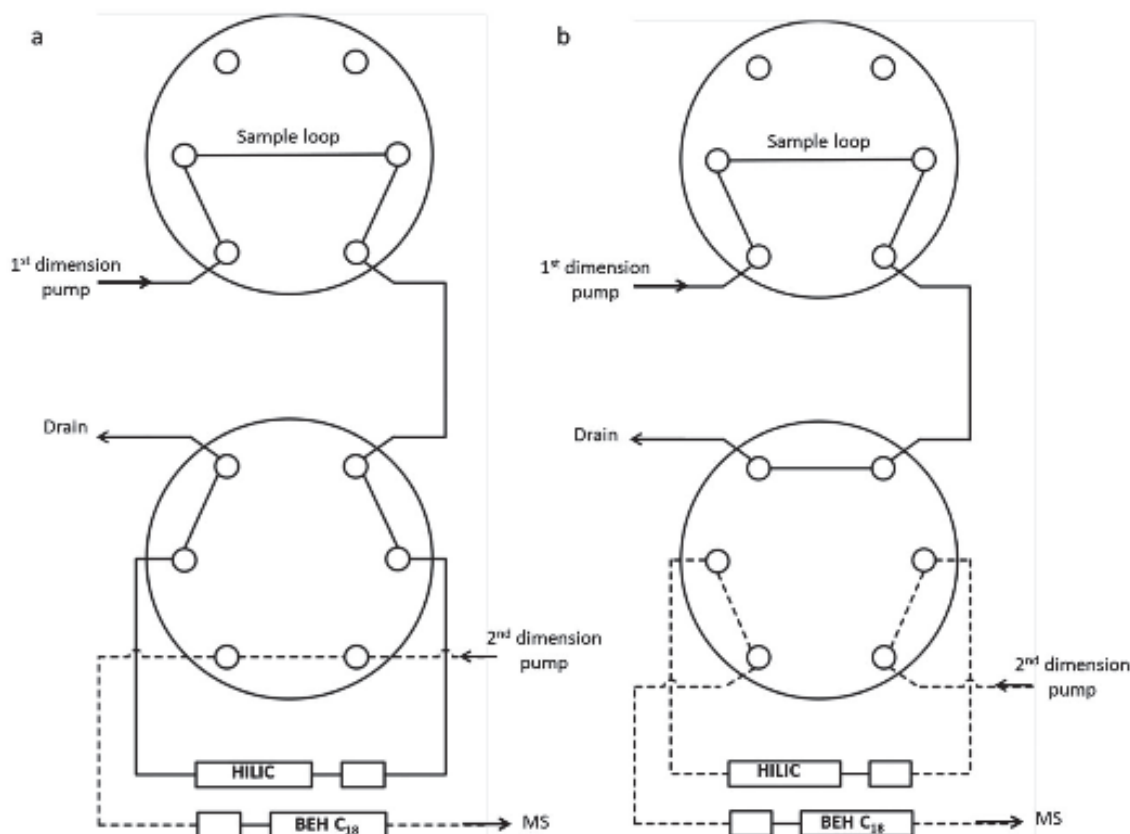 a
Sample loop
1st dimension
pump
Drain
2nd dimension
pump
HILIC
BEH C18
MS
b
Sample loop
1st dimension
pump
Drain
2nd dimension
pump
HILIC
BEH C18
MS